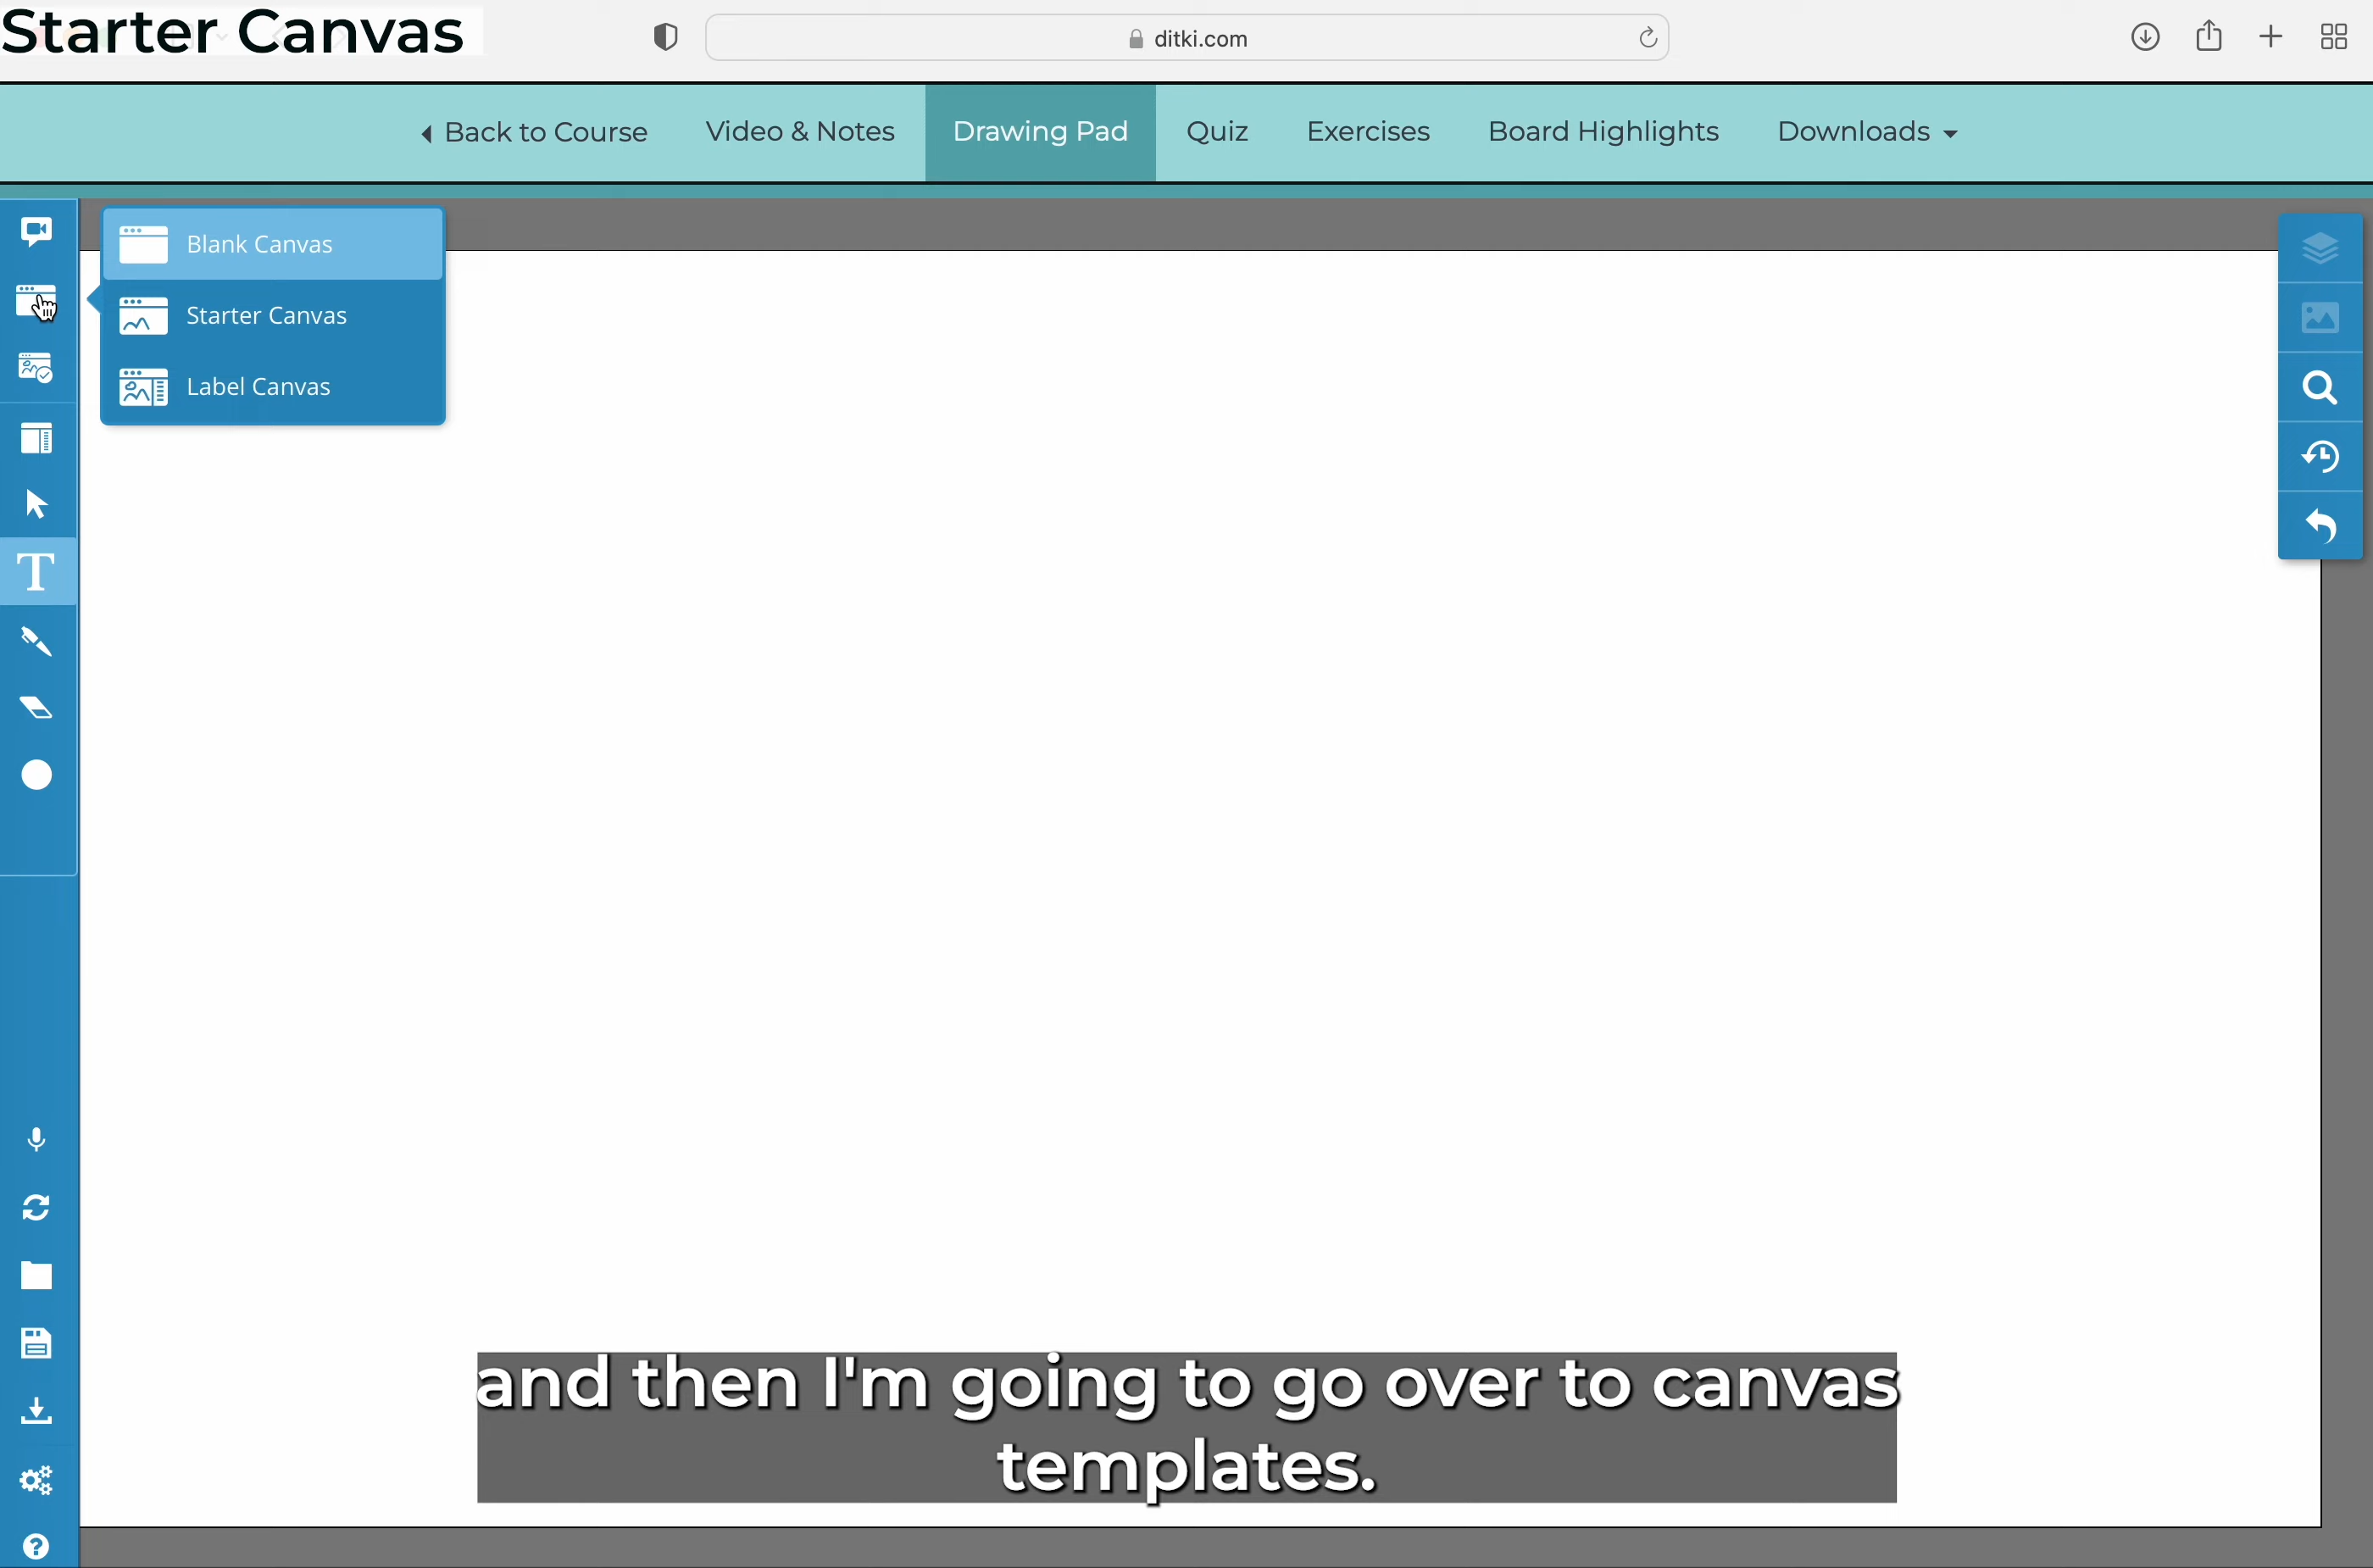 Starter Canvas
ditki.com
Back to Course
Video & Notes
Drawing Pad
Quiz
Exercises
Board Highlights
Downloads
Blank Canvas
Starter Canvas
Label Canvas
T
and then I'm going to go over to canvas
templates.